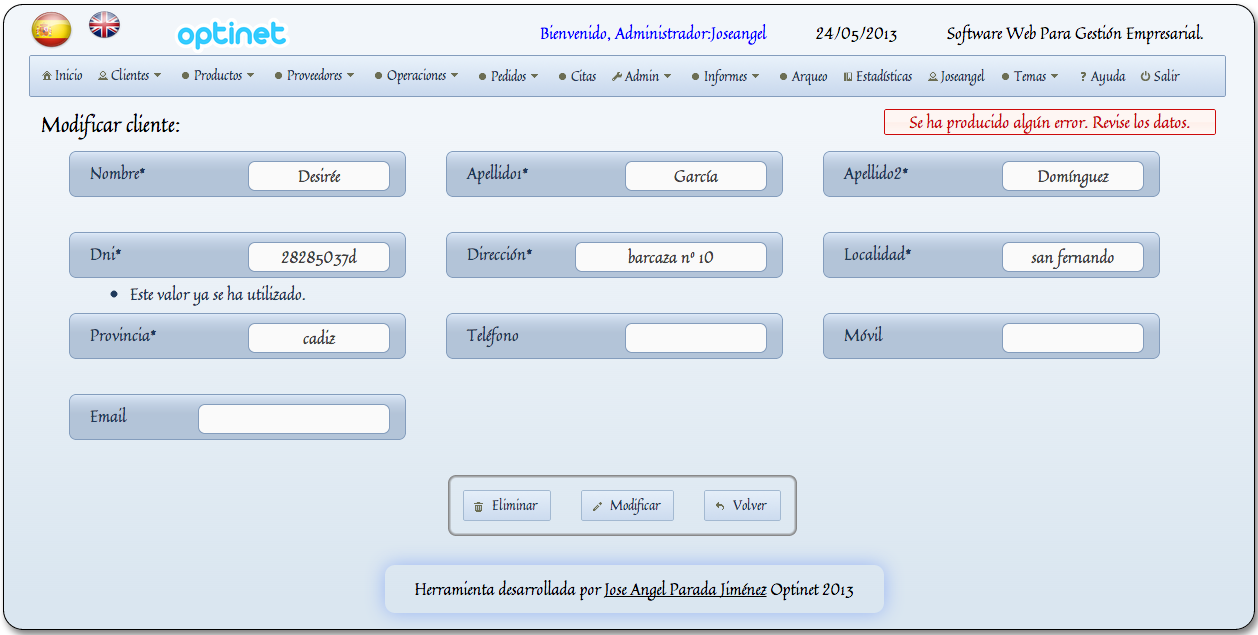 optinet Bienvenido, Administrador:Joseangel 24/05/2013 Software Web Para Gestión Empresarial.
Inicio Clientes Productos Proveedores Operaciones Pedidos Citas Admin Informes Arqueo Estadísticas Joseangel Temas ? Ayuda Salir
Modificar cliente: Se ha producido algún error. Revise los datos.
Nombre* Desirée Apellido1* García Apellido2* Domínguez
Dni* 28285037d Dirección* barcaza nº 10 Localidad* san fernando
• Este valor ya se ha utilizado.
Provincia* cadiz Teléfono Móvil
Email
Eliminar Modificar Volver
Herramienta desarrollada por Jose Angel Parada Jiménez Optinet 2013